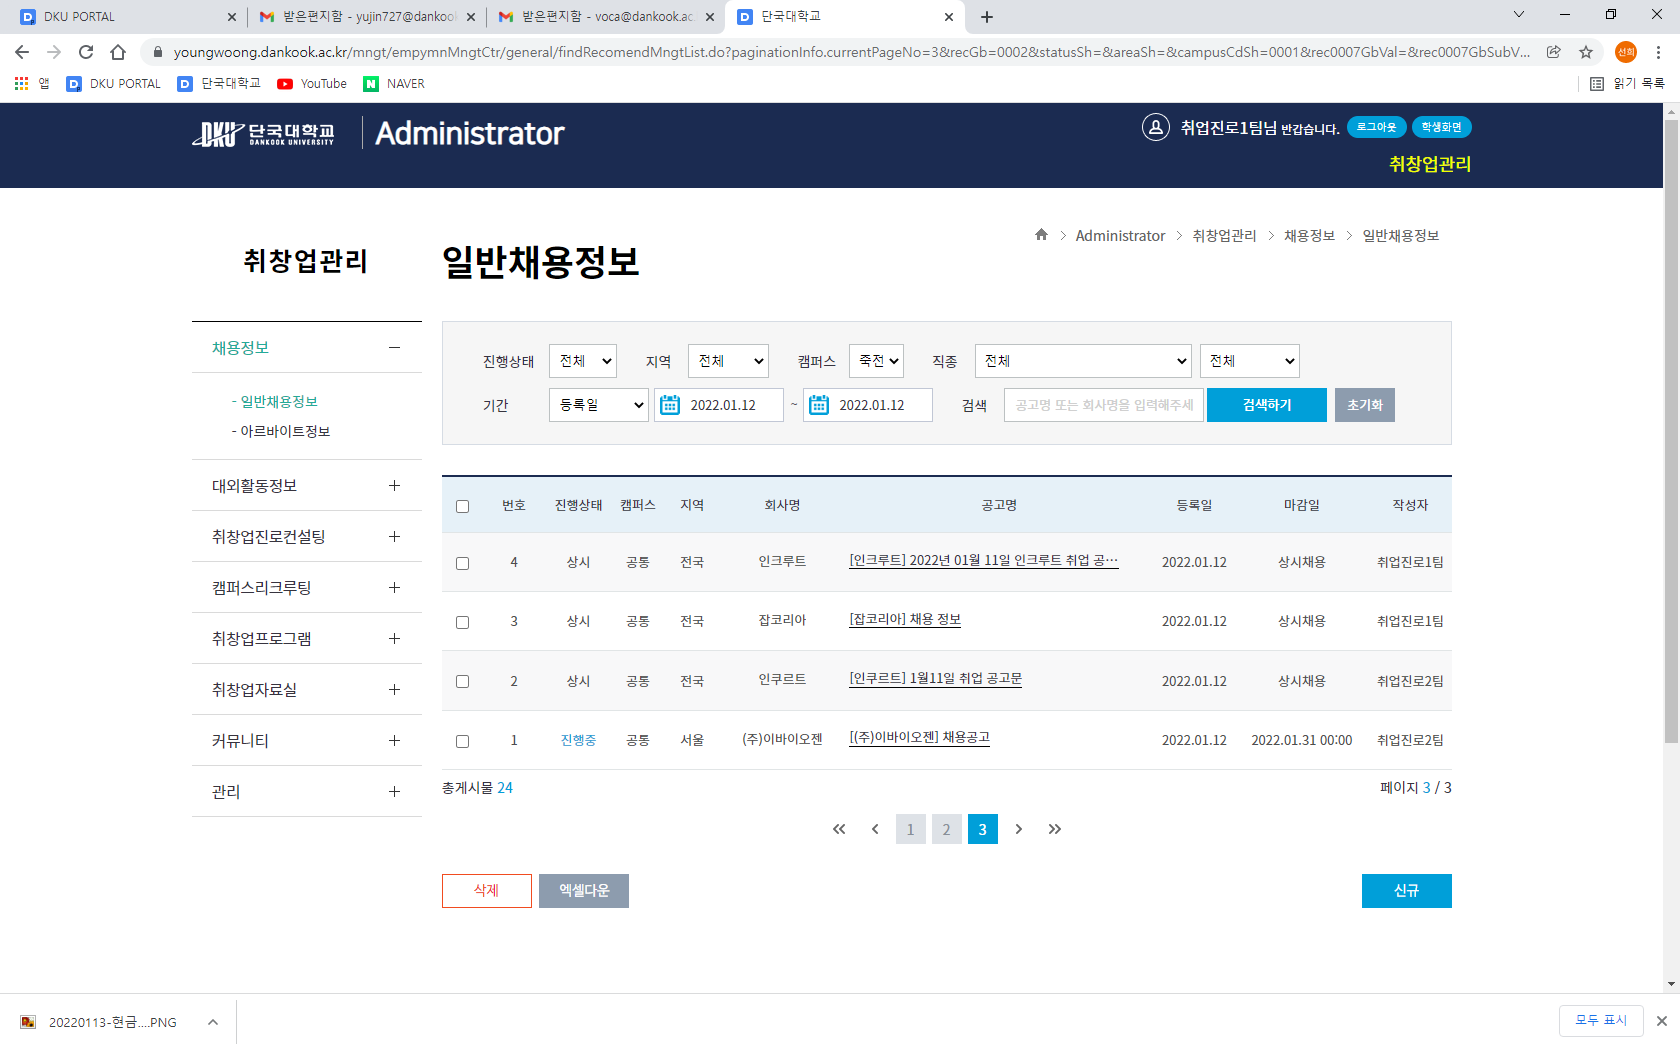 DKU PORTAL
받은편지함 - yujin727@dankook
받은편지함 - voca@dankook.ac.
단국대학교
youngwoong.dankook.ac.kr/mngt/empymnMngtCtr/general/findRecomendMngtList.do?paginationInfo.currentPageNo=3&recGb=0002&statusSh=&areaSh=&campusCdSh=0001&rec0007GbVal=&rec0007GbSubV...
선희
앱
DKU PORTAL
단국대학교
YouTube
NAVER
읽기 목록
DKU 단국대학교
DANKOOK UNIVERSITY
Administrator
취업진로1팀님 반갑습니다.
로그아웃
학생화면
취창업관리
Administrator > 취창업관리 > 채용정보 > 일반채용정보
취창업관리
일반채용정보
채용정보
- 일반채용정보
- 아르바이트정보
대외활동정보
취창업진로컨설팅
캠퍼스리크루팅
취창업프로그램
취창업자료실
커뮤니티
관리
진행상태 전체 지역 전체 캠퍼스 죽전 직종 전체 전체
기간 등록일 2022.01.12 ~ 2022.01.12 검색 공고명 또는 회사명을 입력해주세 검색하기 초기화
번호 진행상태 캠퍼스 지역 회사명 공고명 등록일 마감일 작성자
4 상시 공통 전국 인크루트 [인크루트] 2022년 01월 11일 인크루트 취업 공… 2022.01.12 상시채용 취업진로1팀
3 상시 공통 전국 잡코리아 [잡코리아] 채용 정보 2022.01.12 상시채용 취업진로1팀
2 상시 공통 전국 인쿠르트 [인쿠르트] 1월11일 취업 공고문 2022.01.12 상시채용 취업진로2팀
1 진행중 공통 서울 (주)이바이오젠 [(주)이바이오젠] 채용공고 2022.01.12 2022.01.31 00:00 취업진로2팀
총게시물 24
페이지 3 / 3
1 2 3
삭제
엑셀다운
신규
20220113-현금....PNG
모두 표시